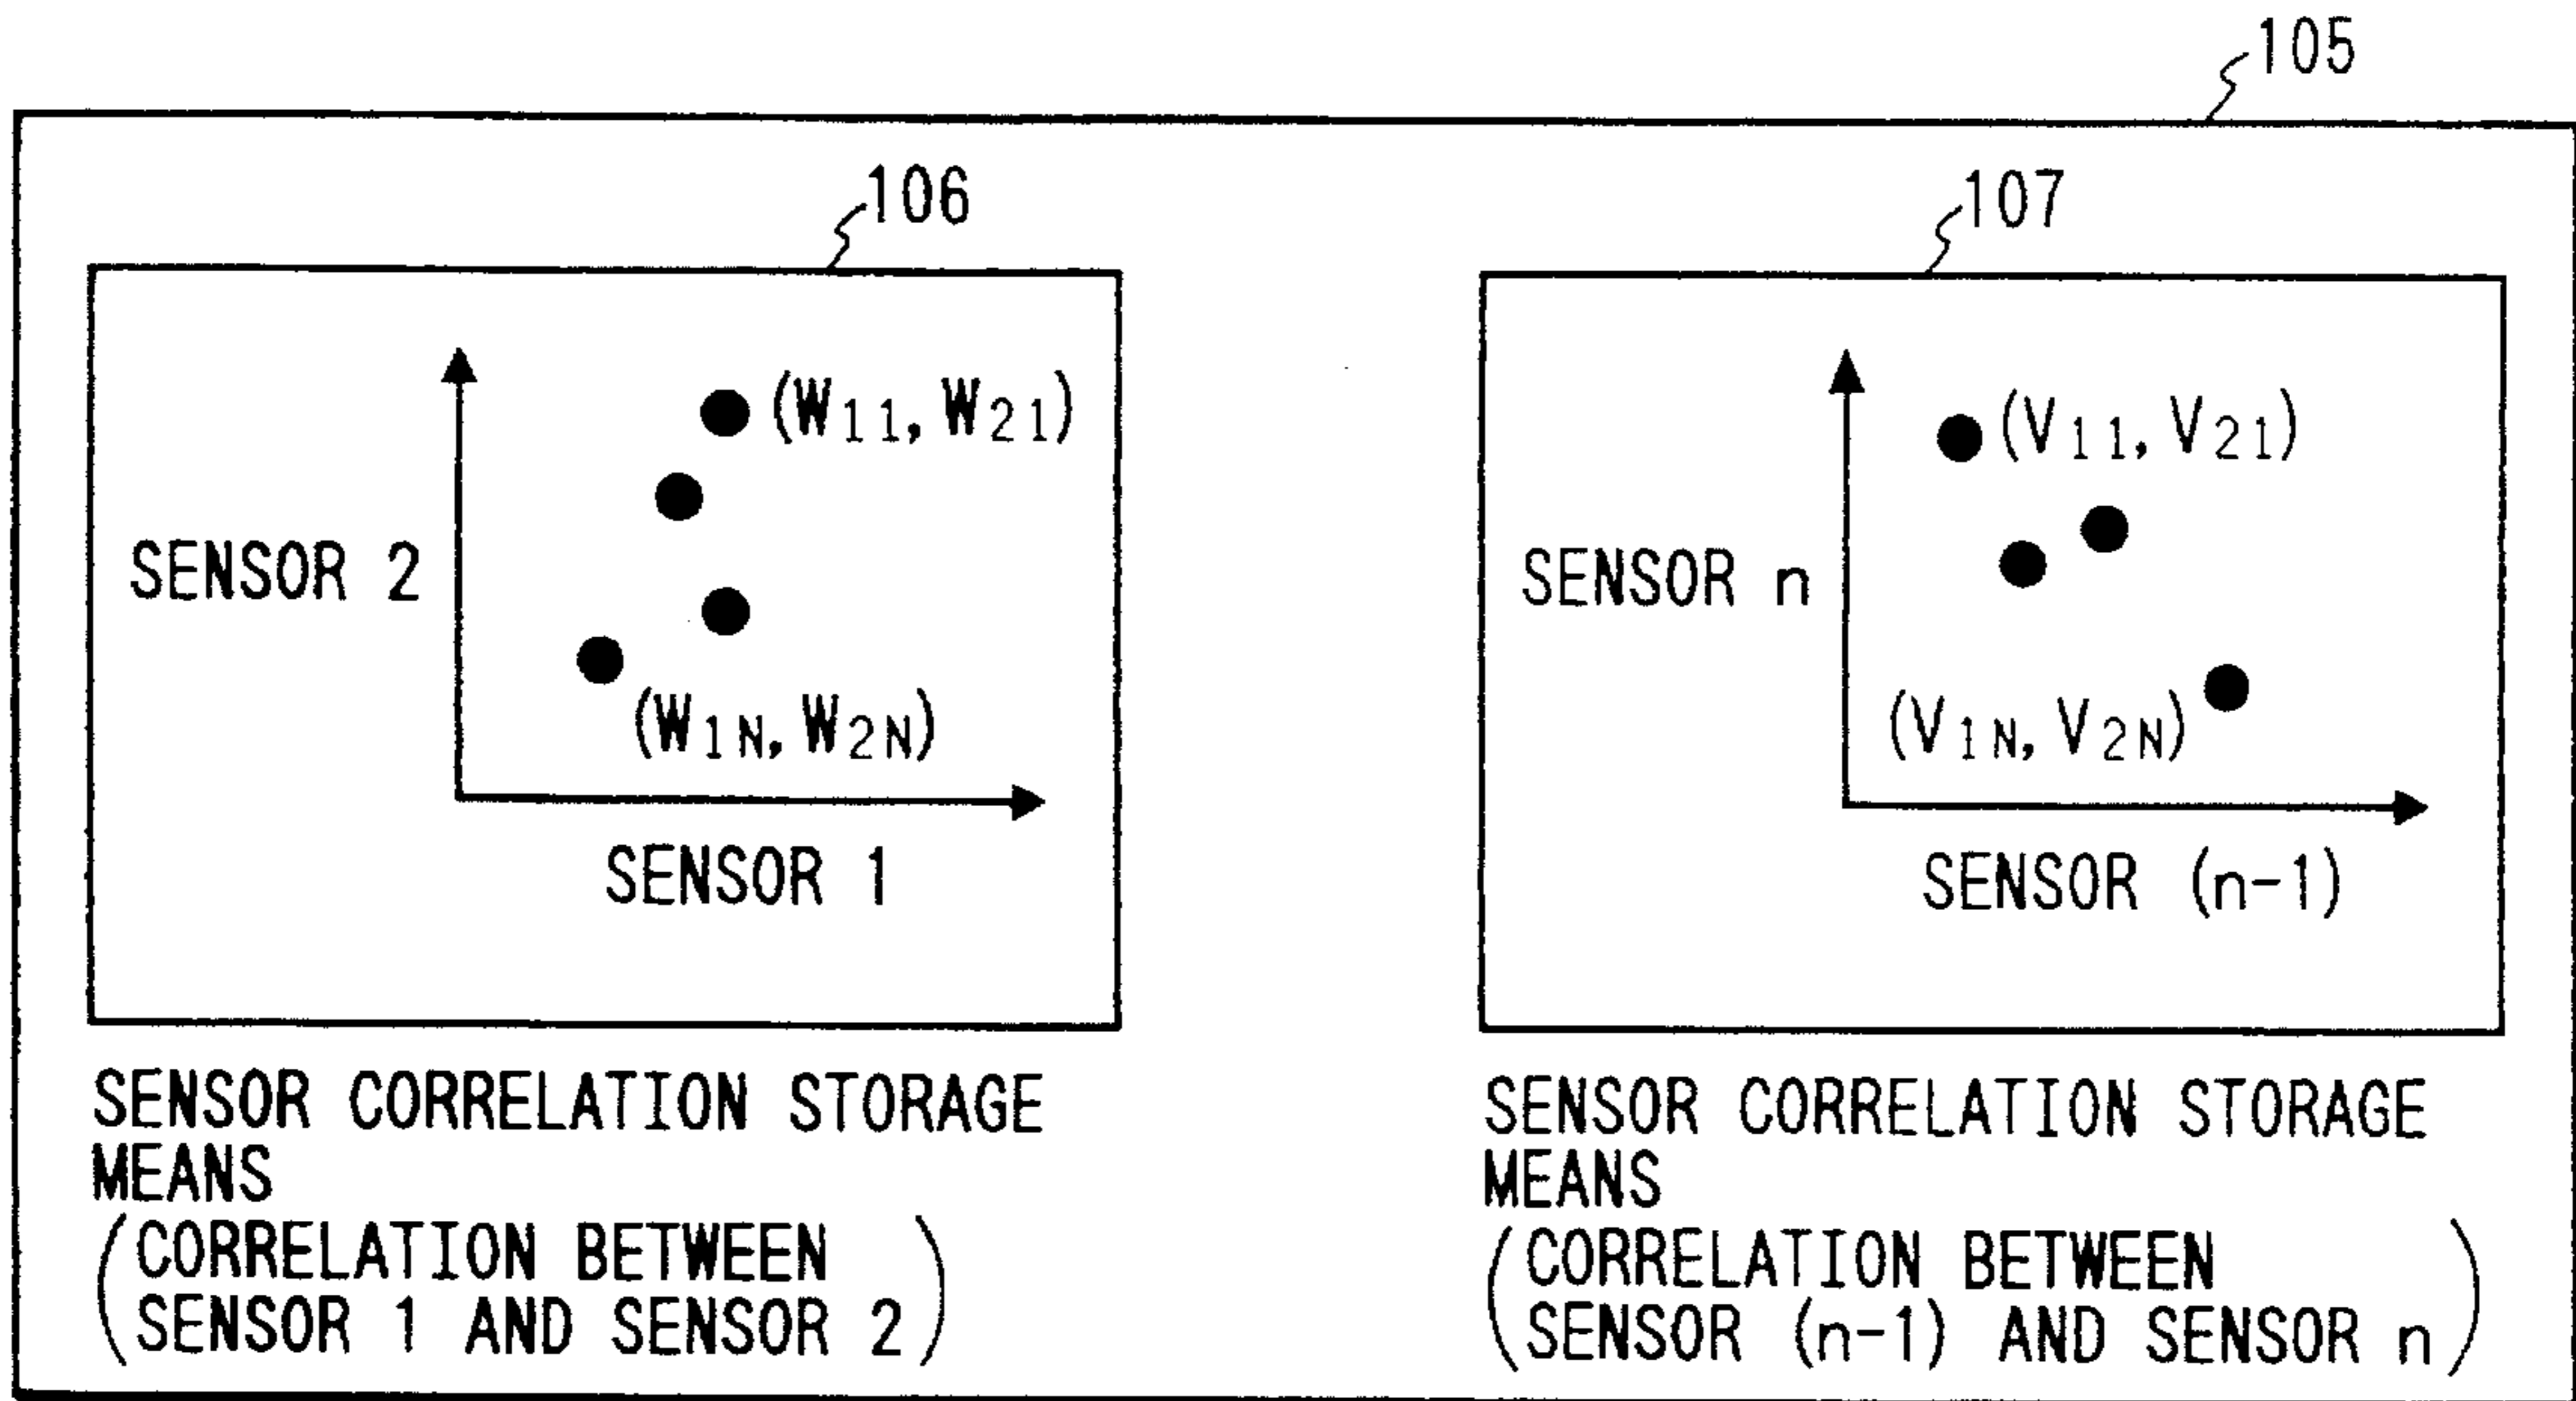 105
106
107
(W11, W21)
SENSOR 2
(W1N, W2N)
SENSOR 1
(V11, V21)
SENSOR n
(V1N, V2N)
SENSOR (n-1)
SENSOR CORRELATION STORAGE
MEANS
(CORRELATION BETWEEN
SENSOR 1 AND SENSOR 2)
SENSOR CORRELATION STORAGE
MEANS
(CORRELATION BETWEEN
SENSOR (n-1) AND SENSOR n)